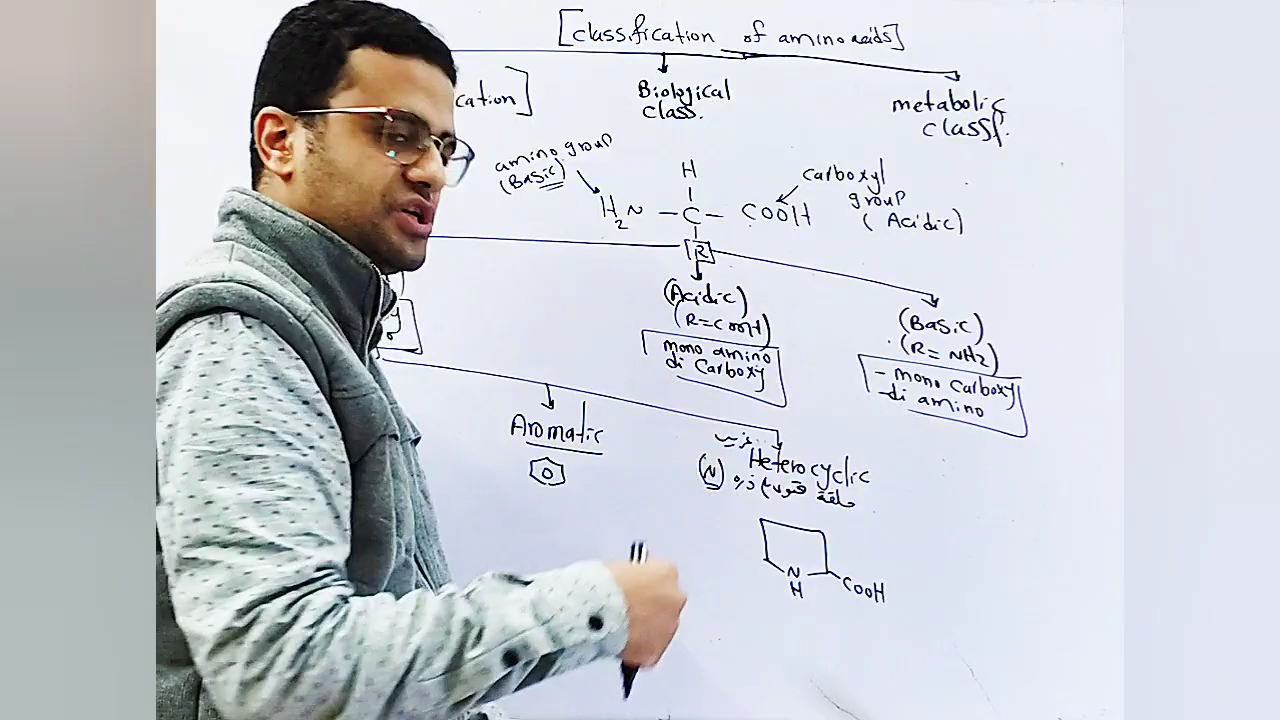 [classification of amino acids]
cation]
Biological
class.
metabolic
classf.
amino group
(Basic)
H
H2N – C – COOH
carboxyl
group
(Acidic)
R
(Acidic)
(R=COOH)
mono amino
di Carboxy
(Basic)
(R= NH2)
- mono Carboxy
- di amino
Aromatic
Heterocyclic
(N)
حلقة
N
H
COOH